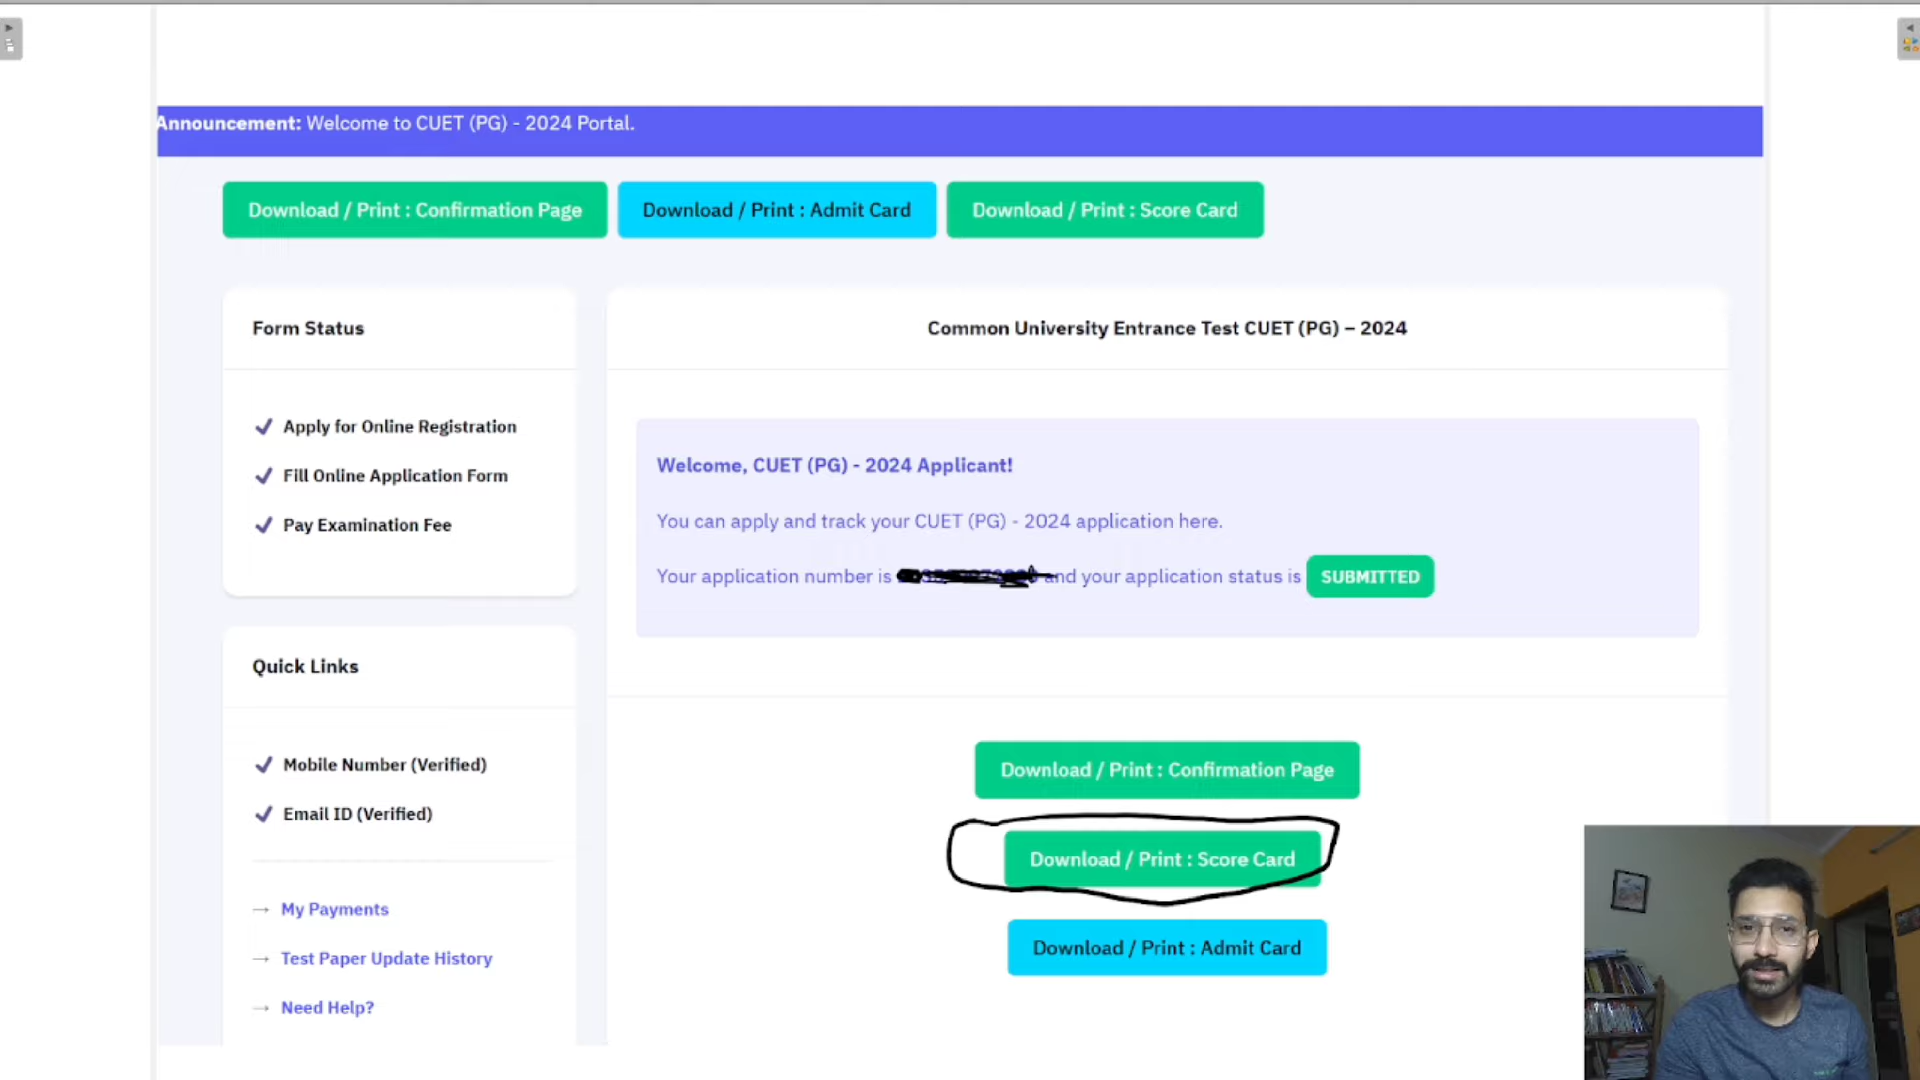 Announcement: Welcome to CUET (PG) - 2024 Portal.
Download / Print : Confirmation Page
Download / Print : Admit Card
Download / Print : Score Card
Form Status
Apply for Online Registration
Fill Online Application Form
Pay Examination Fee
Quick Links
Mobile Number (Verified)
Email ID (Verified)
My Payments
Test Paper Update History
Need Help?
Common University Entrance Test CUET (PG) – 2024
Welcome, CUET (PG) - 2024 Applicant!
You can apply and track your CUET (PG) - 2024 application here.
Your application number is and your application status is SUBMITTED
Download / Print : Confirmation Page
Download / Print : Score Card
Download / Print : Admit Card